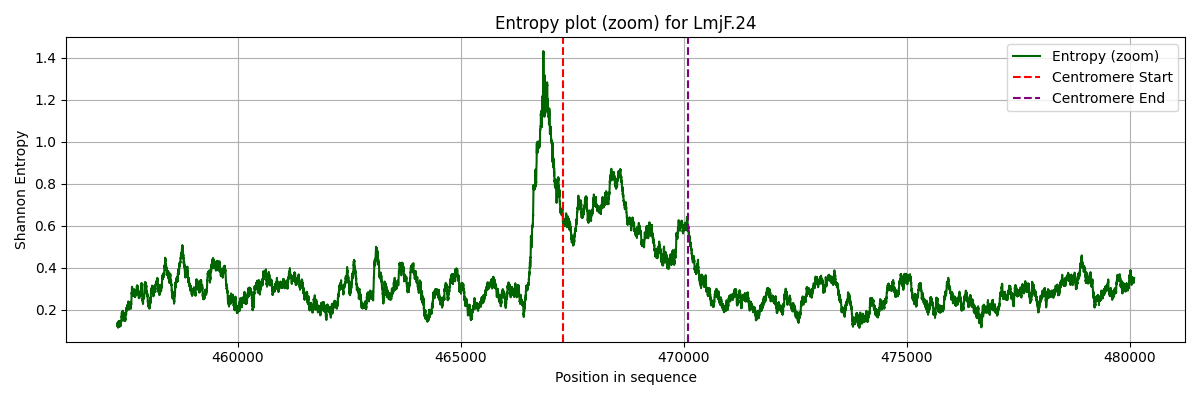 Entropy plot (zoom) for LmjF.24
Shannon Entropy
1.4
1.2
1.0
0.8
0.6
0.4
0.2
Entropy (zoom)
Centromere Start
Centromere End
460000
465000
470000
475000
480000
Position in sequence